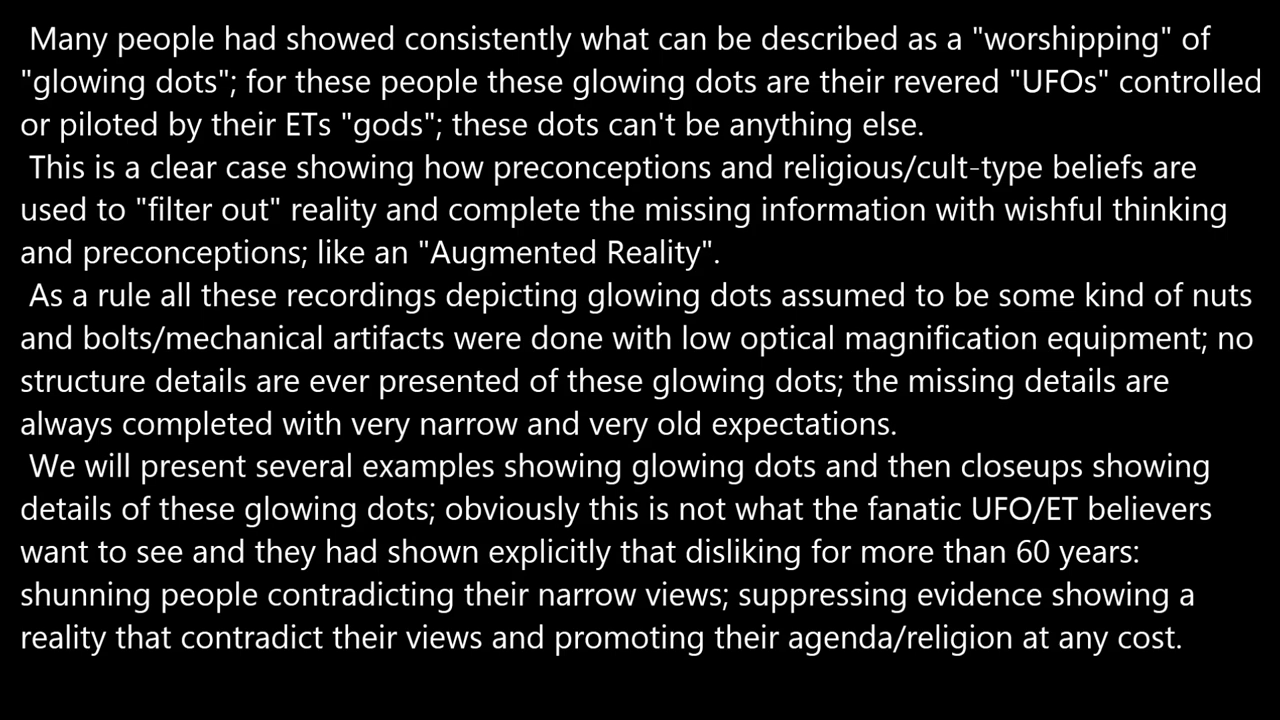 Many people had showed consistently what can be described as a "worshipping" of
"glowing dots"; for these people these glowing dots are their revered "UFOs" controlled
or piloted by their ETs "gods"; these dots can't be anything else.
This is a clear case showing how preconceptions and religious/cult-type beliefs are
used to "filter out" reality and complete the missing information with wishful thinking
and preconceptions; like an "Augmented Reality".
As a rule all these recordings depicting glowing dots assumed to be some kind of nuts
and bolts/mechanical artifacts were done with low optical magnification equipment; no
structure details are ever presented of these glowing dots; the missing details are
always completed with very narrow and very old expectations.
We will present several examples showing glowing dots and then closeups showing
details of these glowing dots; obviously this is not what the fanatic UFO/ET believers
want to see and they had shown explicitly that disliking for more than 60 years:
shunning people contradicting their narrow views; suppressing evidence showing a
reality that contradict their views and promoting their agenda/religion at any cost.